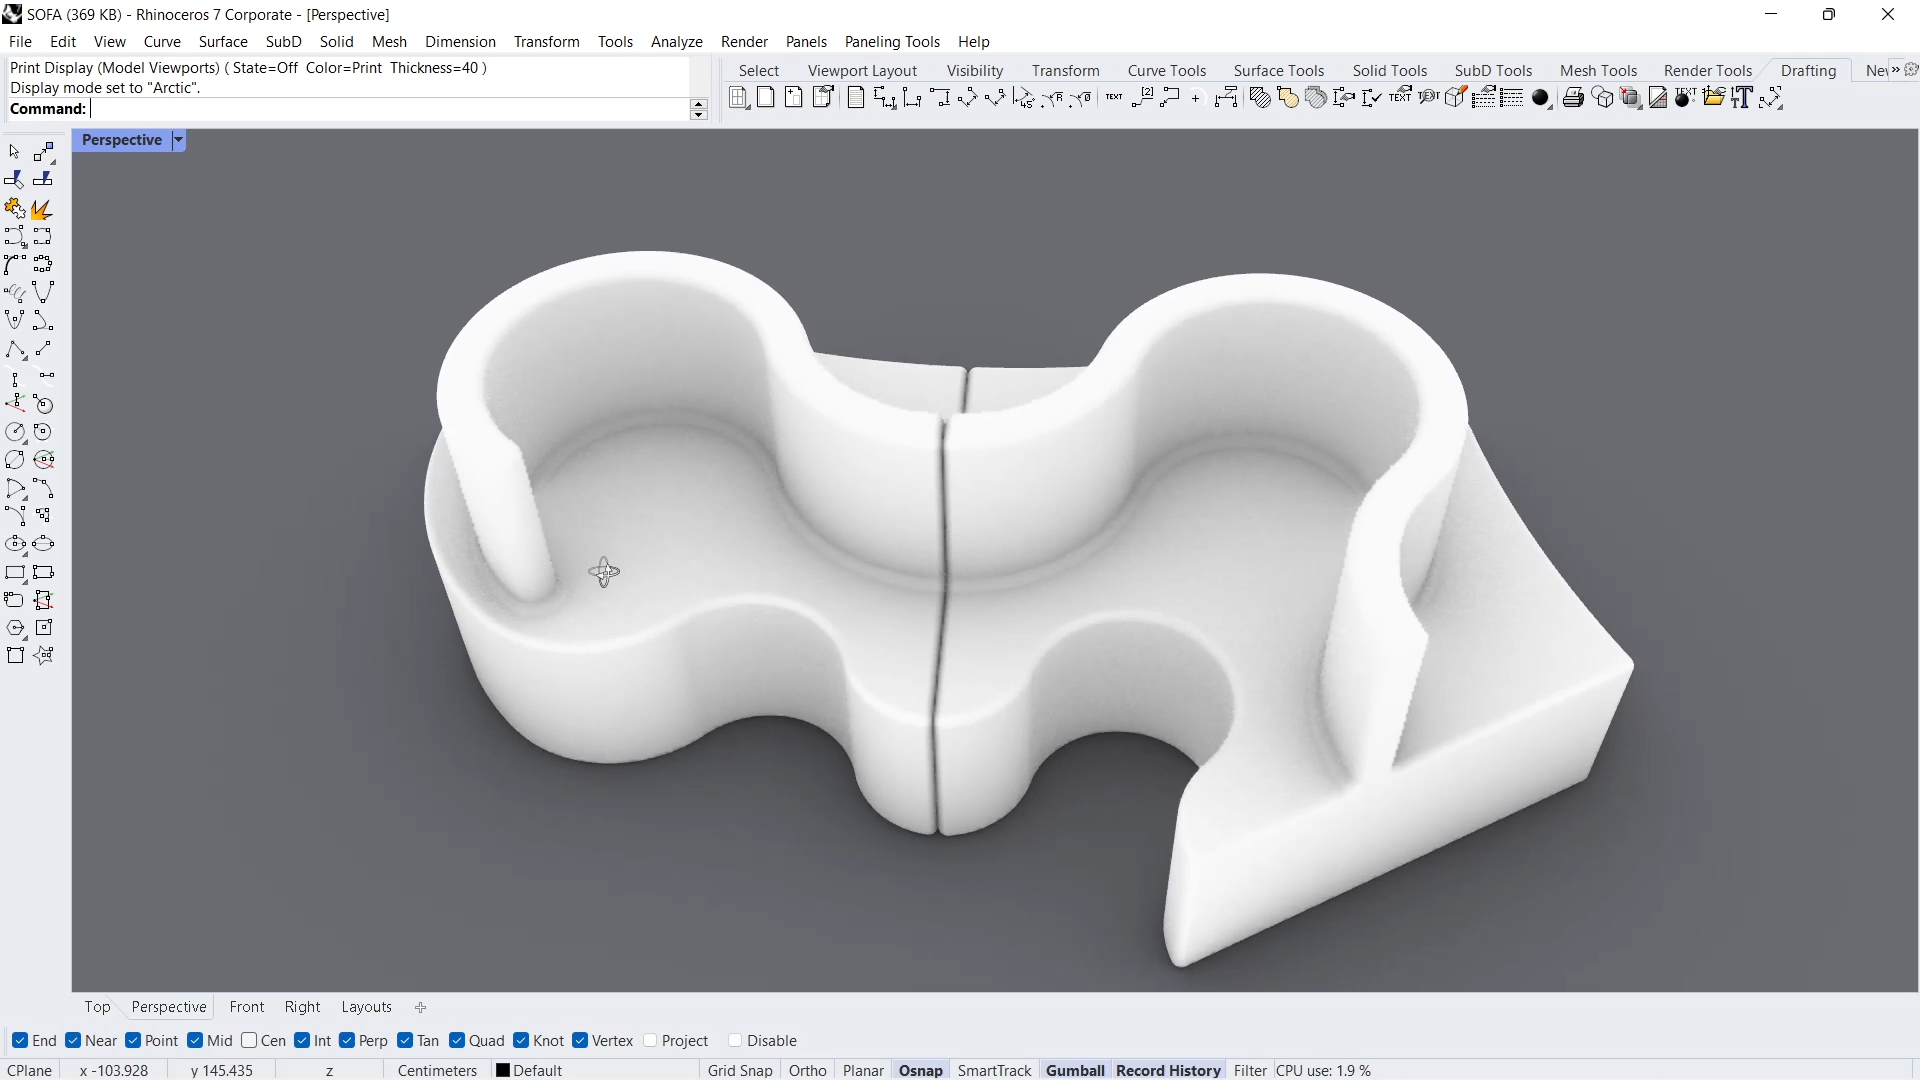 SOFA (369 KB) - Rhinoceros 7 Corporate - [Perspective]
File Edit View Curve Surface SubD Solid Mesh Dimension Transform Tools Analyze Render Panels Paneling Tools Help
Print Display (Model Viewports) ( State=Off Color=Print Thickness=40 )
Display mode set to "Arctic".
Command:
Select Viewport Layout Visibility Transform Curve Tools Surface Tools Solid Tools SubD Tools Mesh Tools Render Tools Drafting Nev »
Perspective
Top Perspective Front Right Layouts
End Near Point Mid Cen Int Perp Tan Quad Knot Vertex Project Disable
CPlane x -103.928 y 145.435 z Centimeters Default Grid Snap Ortho Planar Osnap SmartTrack Gumball Record History Filter CPU use: 1.9 %